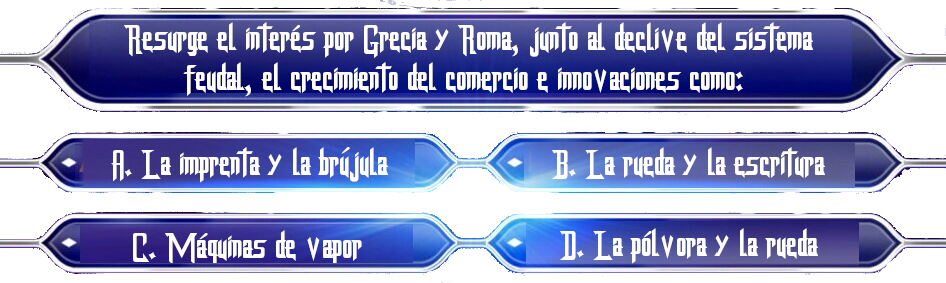 Resurge el interés por Grecia y Roma, junto al declive del sistema
feudal, el crecimiento del comercio e innovaciones como:
A. La imprenta y la brújula
B. La rueda y la escritura
C. Máquinas de vapor
D. La pólvora y la rueda